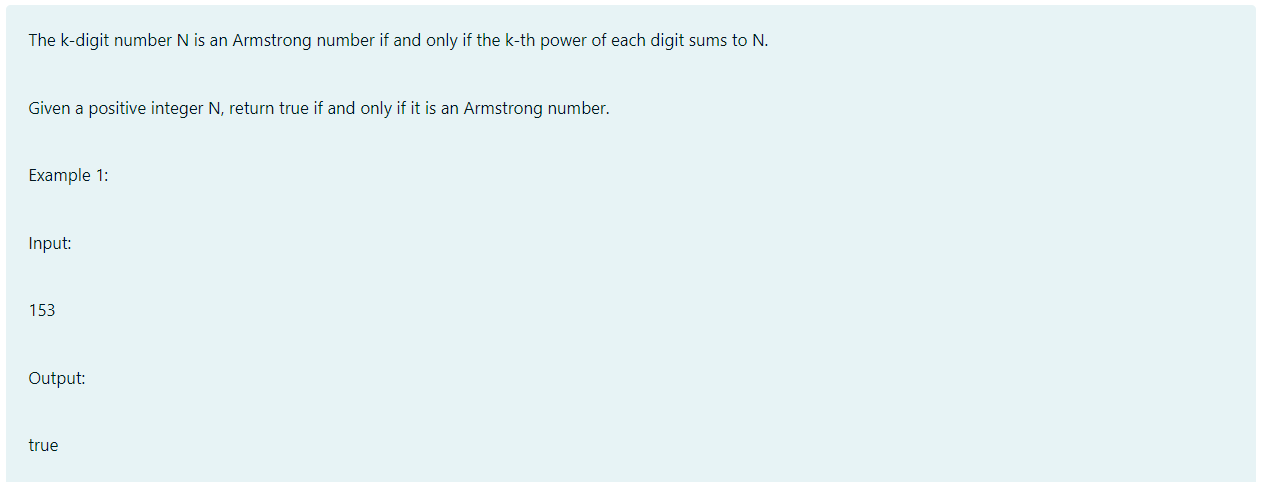 The k-digit number N is an Armstrong number if and only if the k-th power of each digit sums to N.
Given a positive integer N, return true if and only if it is an Armstrong number.
Example 1:
Input:
153
Output:
true